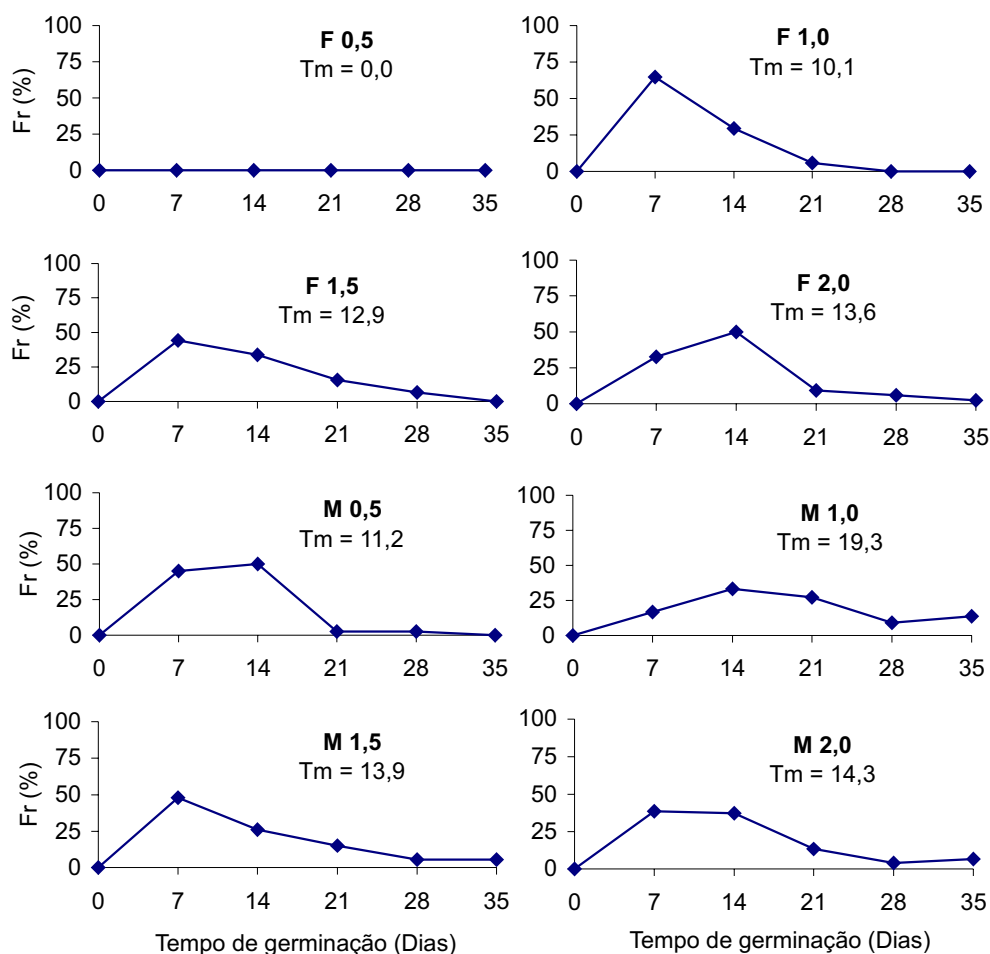 F 0,5
Tm = 0,0
Fr (%)
100
75
50
25
0
0 7 14 21 28 35
F 1,0
Tm = 10,1
100
75
50
25
0
0 7 14 21 28 35
F 1,5
Tm = 12,9
Fr (%)
100
75
50
25
0
0 7 14 21 28 35
F 2,0
Tm = 13,6
100
75
50
25
0
0 7 14 21 28 35
M 0,5
Tm = 11,2
Fr (%)
100
75
50
25
0
0 7 14 21 28 35
M 1,0
Tm = 19,3
100
75
50
25
0
0 7 14 21 28 35
M 1,5
Tm = 13,9
Fr (%)
100
75
50
25
0
0 7 14 21 28 35
Tempo de germinação (Dias)
M 2,0
Tm = 14,3
100
75
50
25
0
0 7 14 21 28 35
Tempo de germinação (Dias)